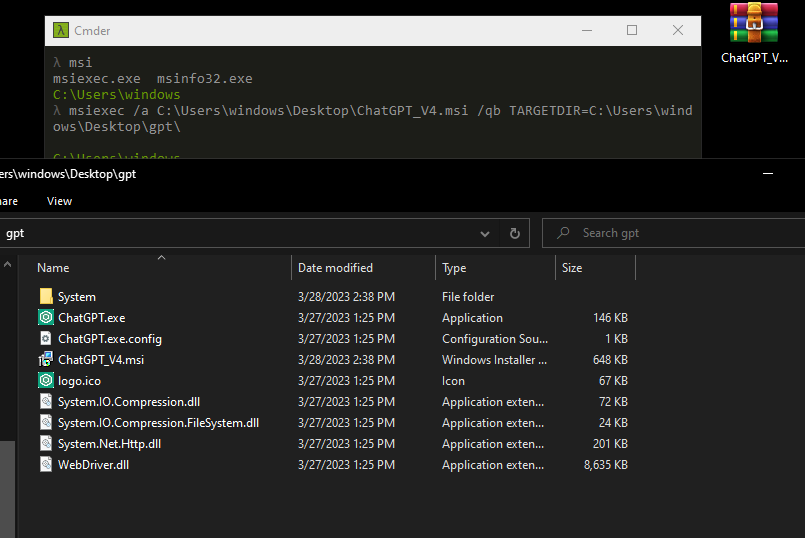 Cmder
λ msi
msiexec.exe  msinfo32.exe
C:\Users\windows
λ msiexec /a C:\Users\windows\Desktop\ChatGPT_V4.msi /qb TARGETDIR=C:\Users\wind
ows\Desktop\gpt\
C:\Users\windows
ChatGPT_V...
ers\windows\Desktop\gpt
are View
gpt Search gpt
Name Date modified Type Size
System 3/28/2023 2:38 PM File folder
ChatGPT.exe 3/27/2023 1:25 PM Application 146 KB
ChatGPT.exe.config 3/27/2023 1:25 PM Configuration Sou... 1 KB
ChatGPT_V4.msi 3/28/2023 2:38 PM Windows Installer ... 648 KB
logo.ico 3/27/2023 1:25 PM Icon 67 KB
System.IO.Compression.dll 3/27/2023 1:25 PM Application exten... 72 KB
System.IO.Compression.FileSystem.dll 3/27/2023 1:25 PM Application exten... 24 KB
System.Net.Http.dll 3/27/2023 1:25 PM Application exten... 201 KB
WebDriver.dll 3/27/2023 1:25 PM Application exten... 8,635 KB